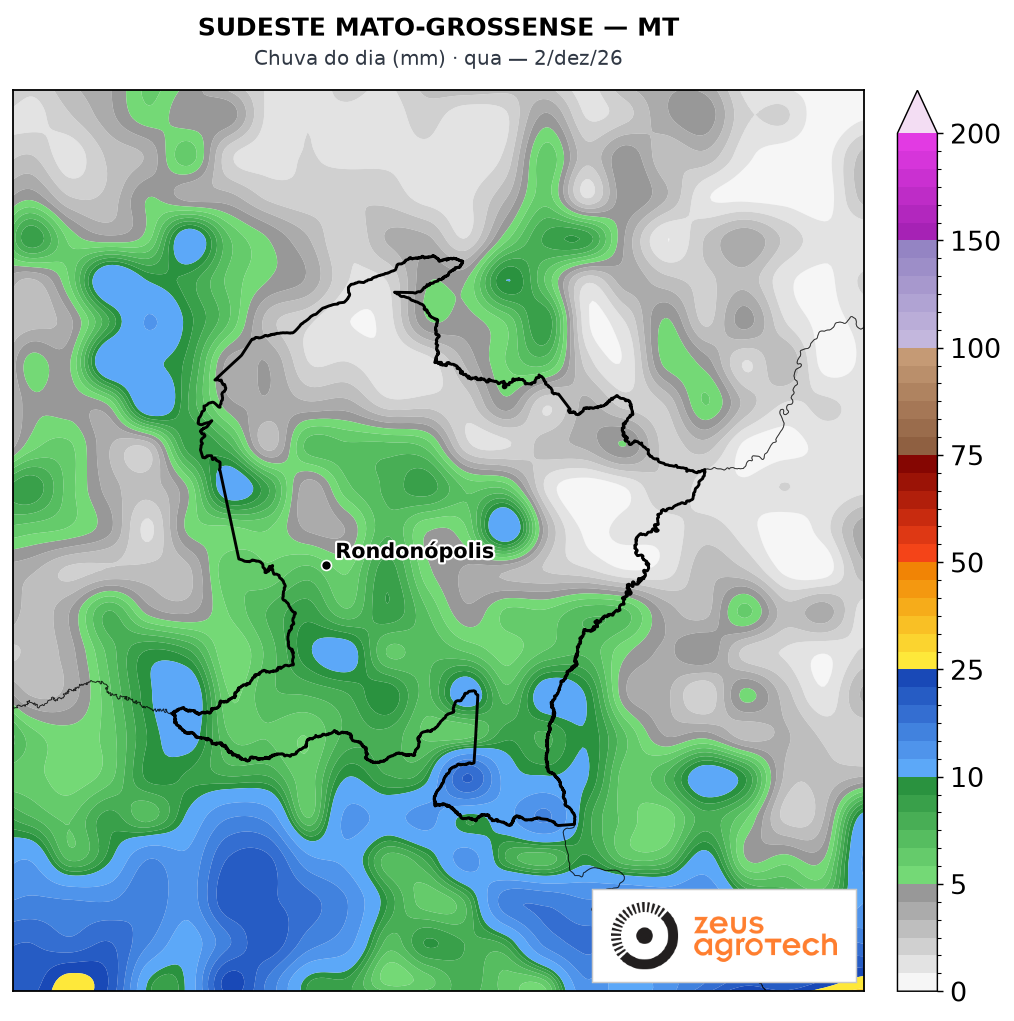 SUDESTE MATO-GROSSENSE — MT
Chuva do dia (mm) · qua — 2/dez/26
200
150
100
75
50
25
10
5
0
Rondonópolis
zeus
agrotech